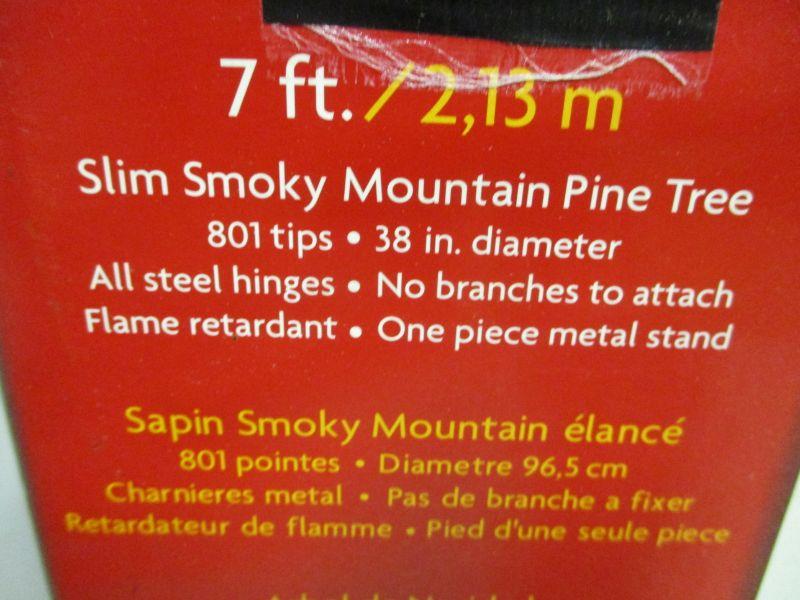 7 ft./2,13 m
Slim Smoky Mountain Pine Tree
801 tips • 38 in. diameter
All steel hinges • No branches to attach
Flame retardant • One piece metal stand
Sapin Smoky Mountain élancé
801 pointes • Diametre 96,5 cm
Charnieres metal • Pas de branche a fixer
Retardateur de flamme • Pied d'une seule piece